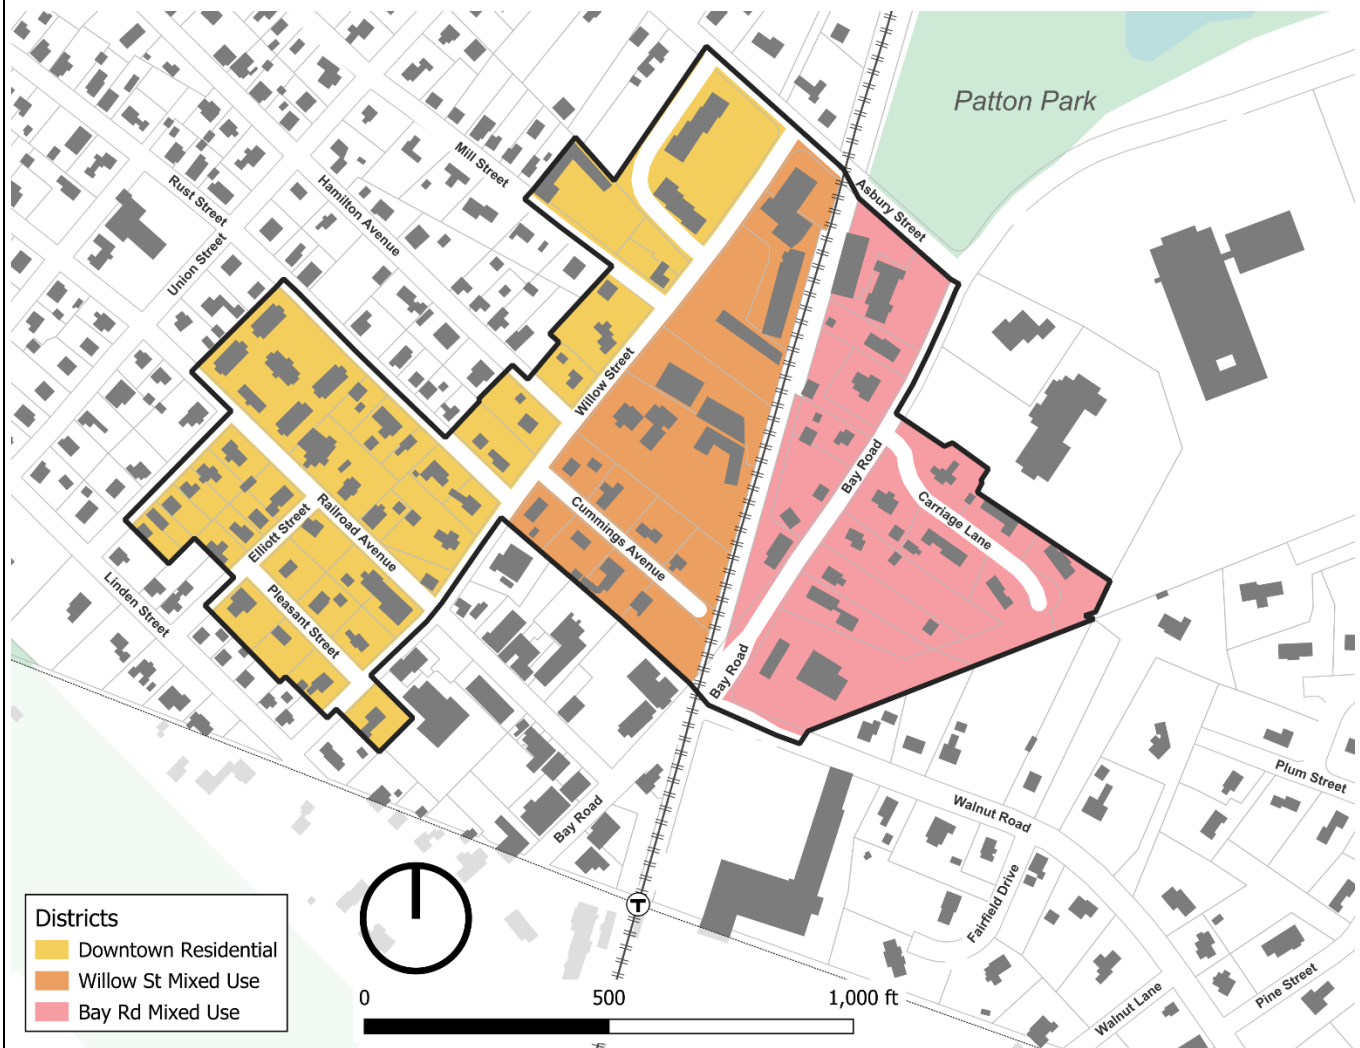 Patton Park
Mill Street
Rust Street
Hamilton Avenue
Asbury Street
Union Street
Willow Street
Bay Road
Carriage Lane
Railroad Avenue
Elliott Street
Cummings Avenue
Linden Street
Pleasant Street
Bay Road
Plum Street
Walnut Road
Bay Road
Fairfield Drive
T
Pine Street
Walnut Lane
Districts
Downtown Residential
Willow St Mixed Use
Bay Rd Mixed Use
0 500 1,000 ft